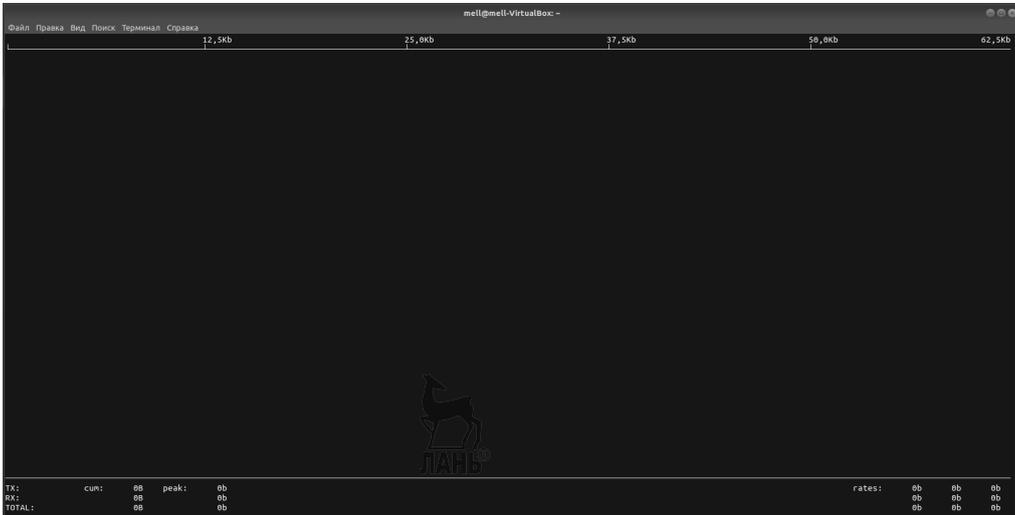 mell@mell-VirtualBox: ~
Файл Правка Вид Поиск Терминал Справка
12,5Kb 25,0Kb 37,5Kb 50,0Kb 62,5Kb
ЛАНЬ®
TX: cum: 0B peak: 0b rates: 0b 0b 0b
RX: 0B 0b 0b 0b 0b
TOTAL: 0B 0b 0b 0b 0b